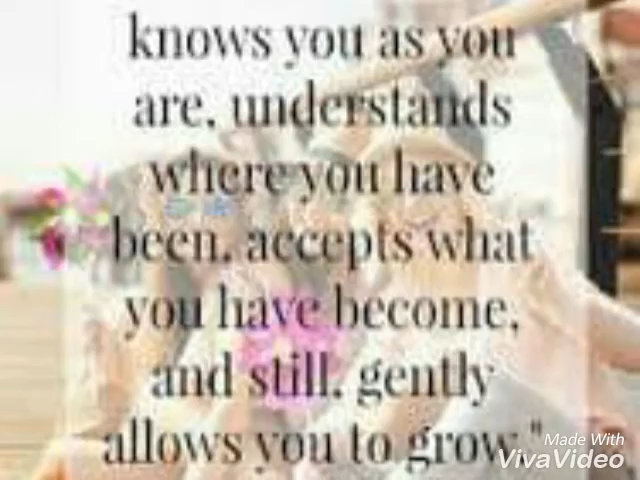 knows you as you
are, understands
where you have
been, accepts what
you have become,
and still, gently
allows you to grow."
Made With
VivaVideo